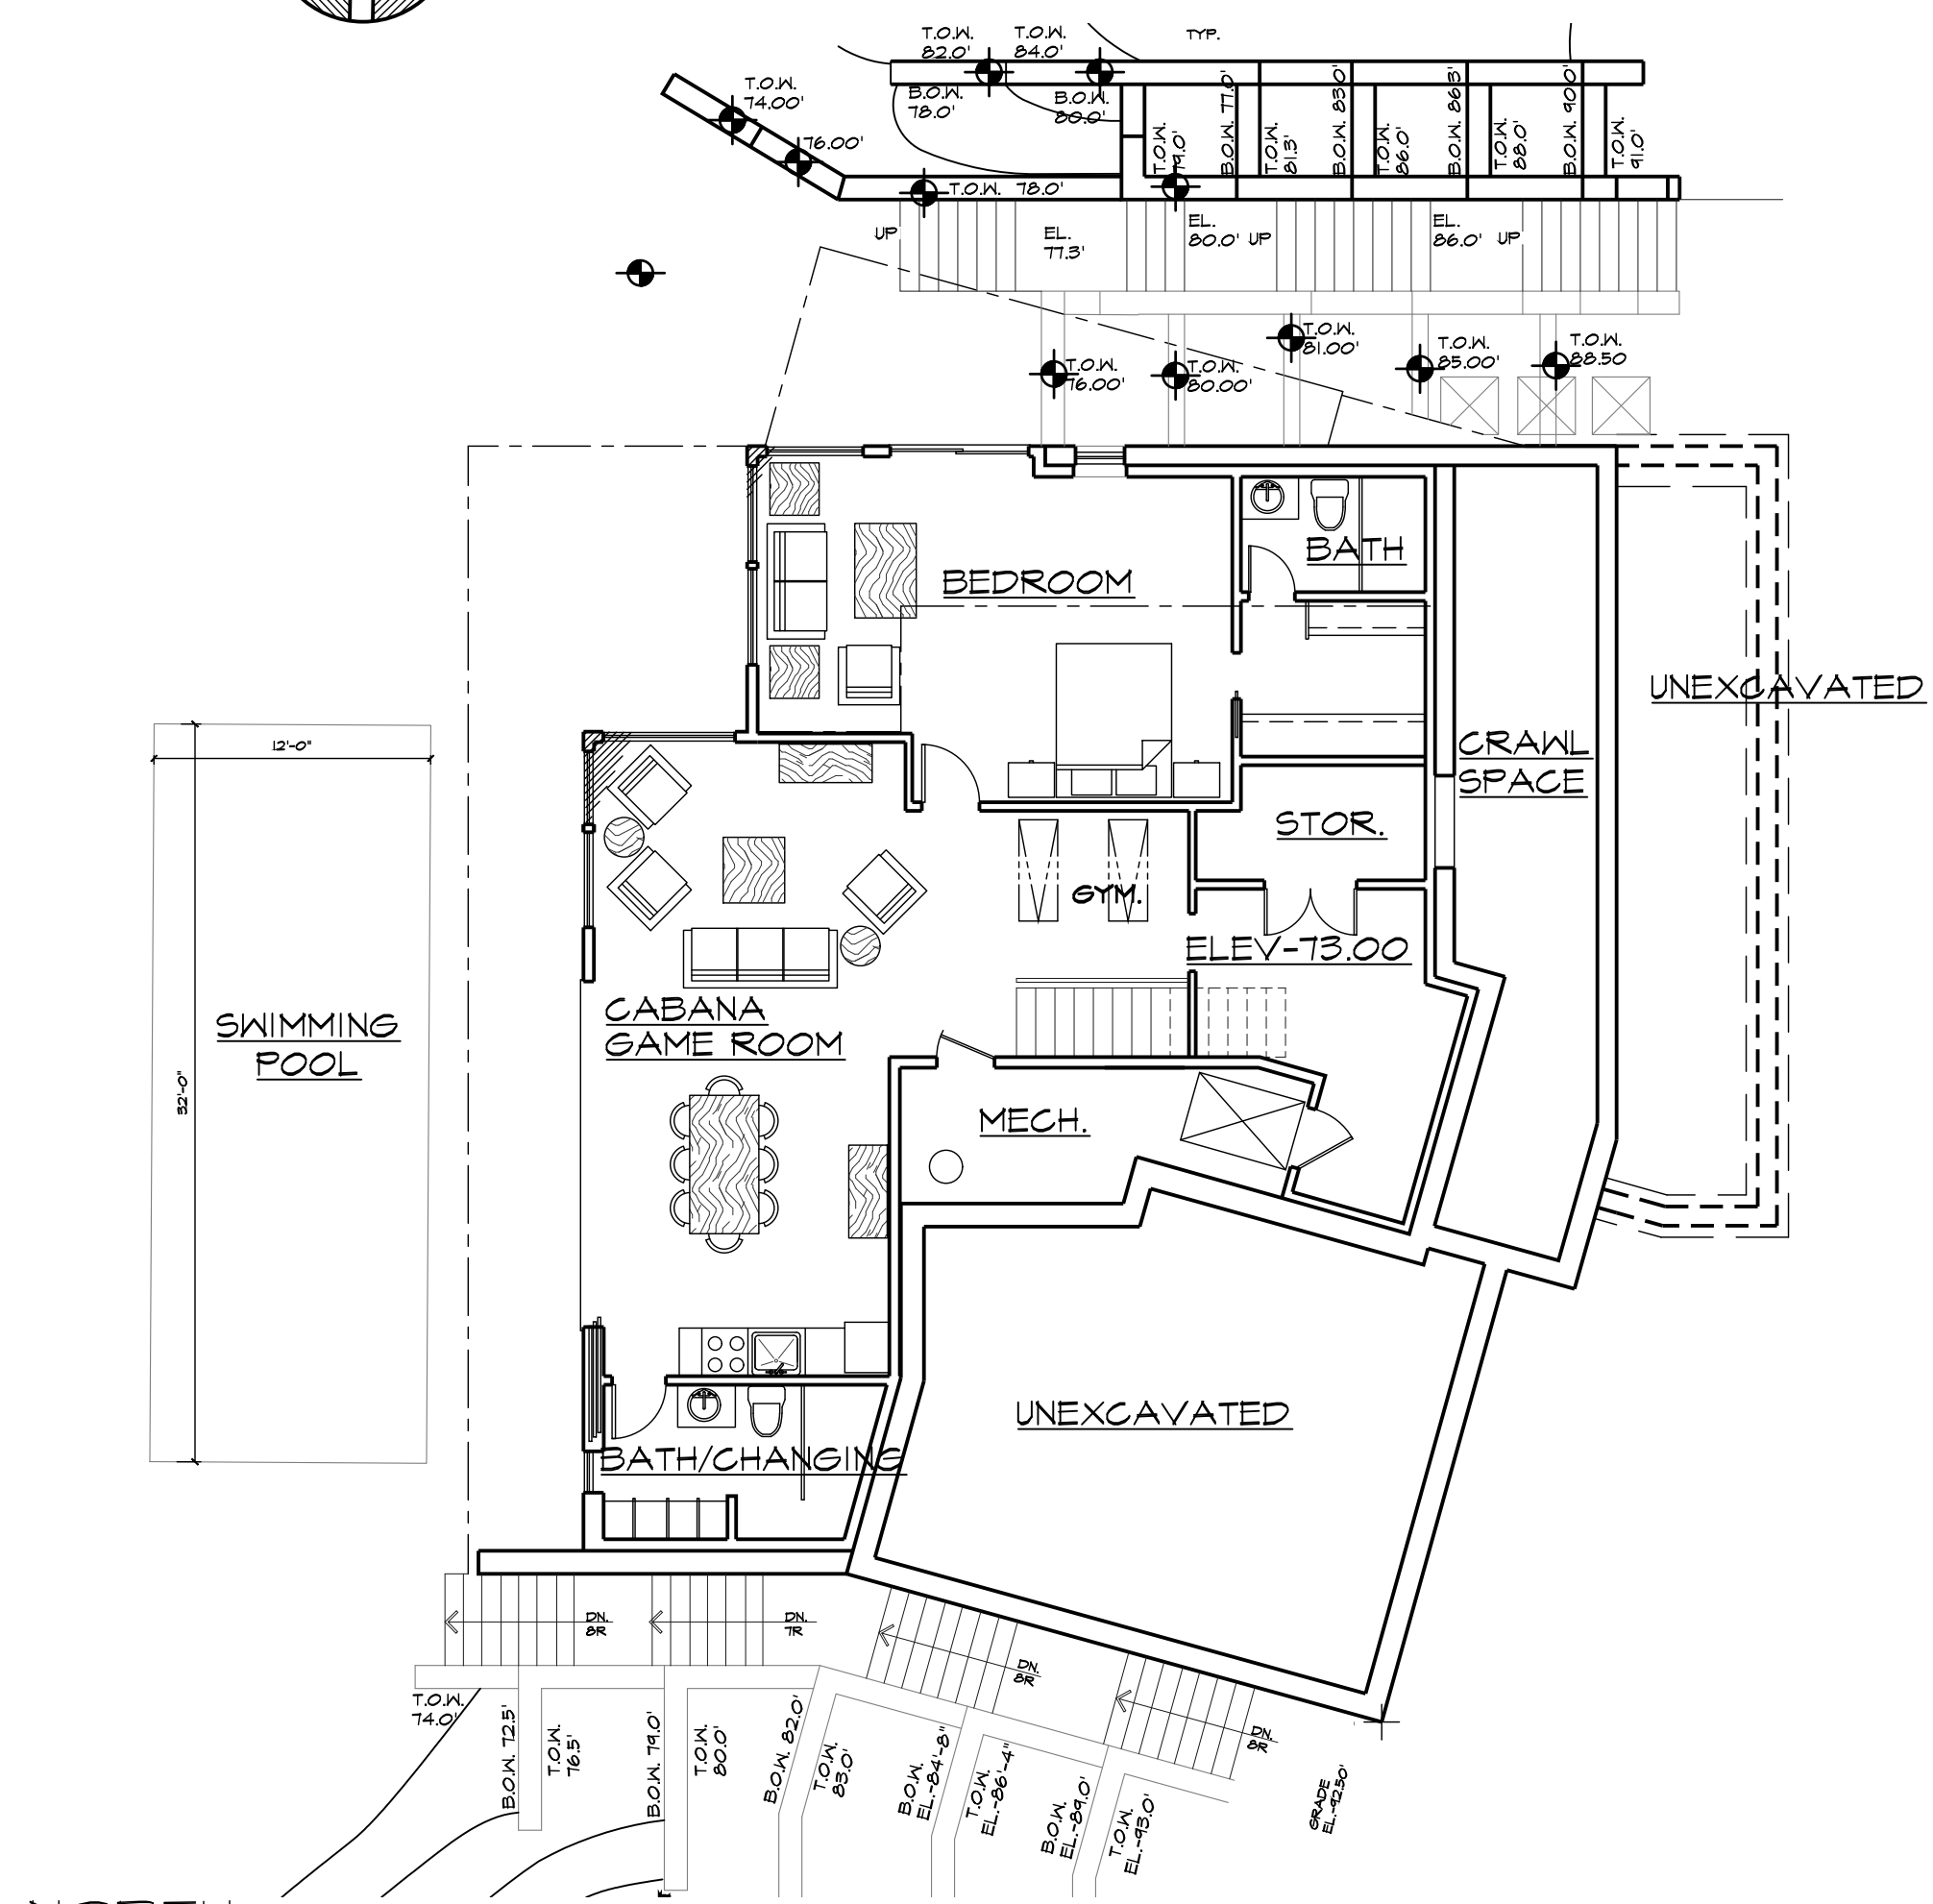 T.O.W.
82.0'
T.O.W.
84.0'
TYP.
T.O.W.
74.00'
B.O.W.
78.0'
B.O.W.
80.0'
76.00'
T.O.W. 78.0'
T.O.W.
79.0'
B.O.W. 77.0'
T.O.W.
81.3'
B.O.W. 83.0'
T.O.W.
86.0'
B.O.W. 86.3'
T.O.W.
88.0'
B.O.W. 90.0'
T.O.W.
91.0'
UP
EL.
77.3'
EL.
80.0' UP
EL.
86.0' UP
T.O.W.
76.00'
T.O.W.
80.00'
T.O.W.
81.00'
T.O.W.
85.00'
T.O.W.
88.50
BEDROOM
BATH
UNEXCAVATED
CRAWL
SPACE
12'-0"
STOR.
GYM.
ELEV-73.00
CABANA
GAME ROOM
SWIMMING
POOL
32'-0"
MECH.
UNEXCAVATED
BATH/CHANGING
DN.
8R
DN.
7R
DN.
8R
DN.
8R
T.O.W.
74.0'
B.O.W. 72.5'
T.O.W.
76.5'
B.O.W. 79.0'
T.O.W.
80.0'
B.O.W. 82.0'
T.O.W.
83.0'
B.O.W.
EL.-84'-8"
T.O.W.
EL.-86'-4"
B.O.W.
EL.-89.0'
T.O.W.
EL.-93.0'
GRADE
EL.-92.50'